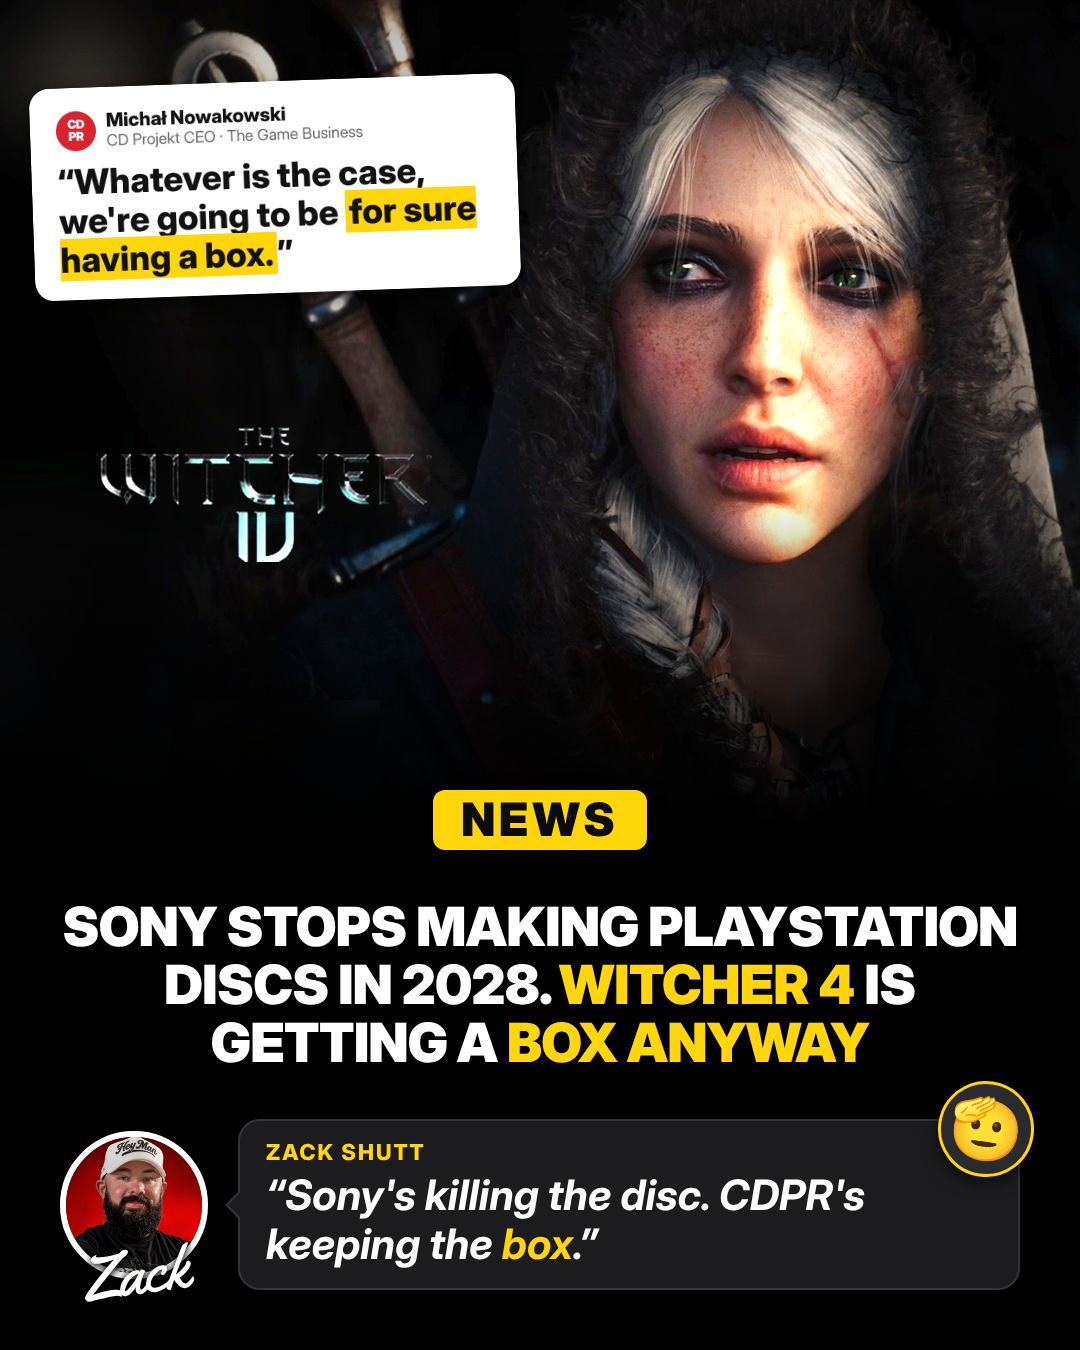 CD
PR
Michał Nowakowski
CD Projekt CEO · The Game Business
“Whatever is the case,
we're going to be for sure
having a box.”
THE
WITCHER
IV
NEWS
SONY STOPS MAKING PLAYSTATION
DISCS IN 2028. WITCHER 4 IS
GETTING A BOX ANYWAY
Hey Man
ZACK SHUTT
“Sony's killing the disc. CDPR's
keeping the box.”
Zack